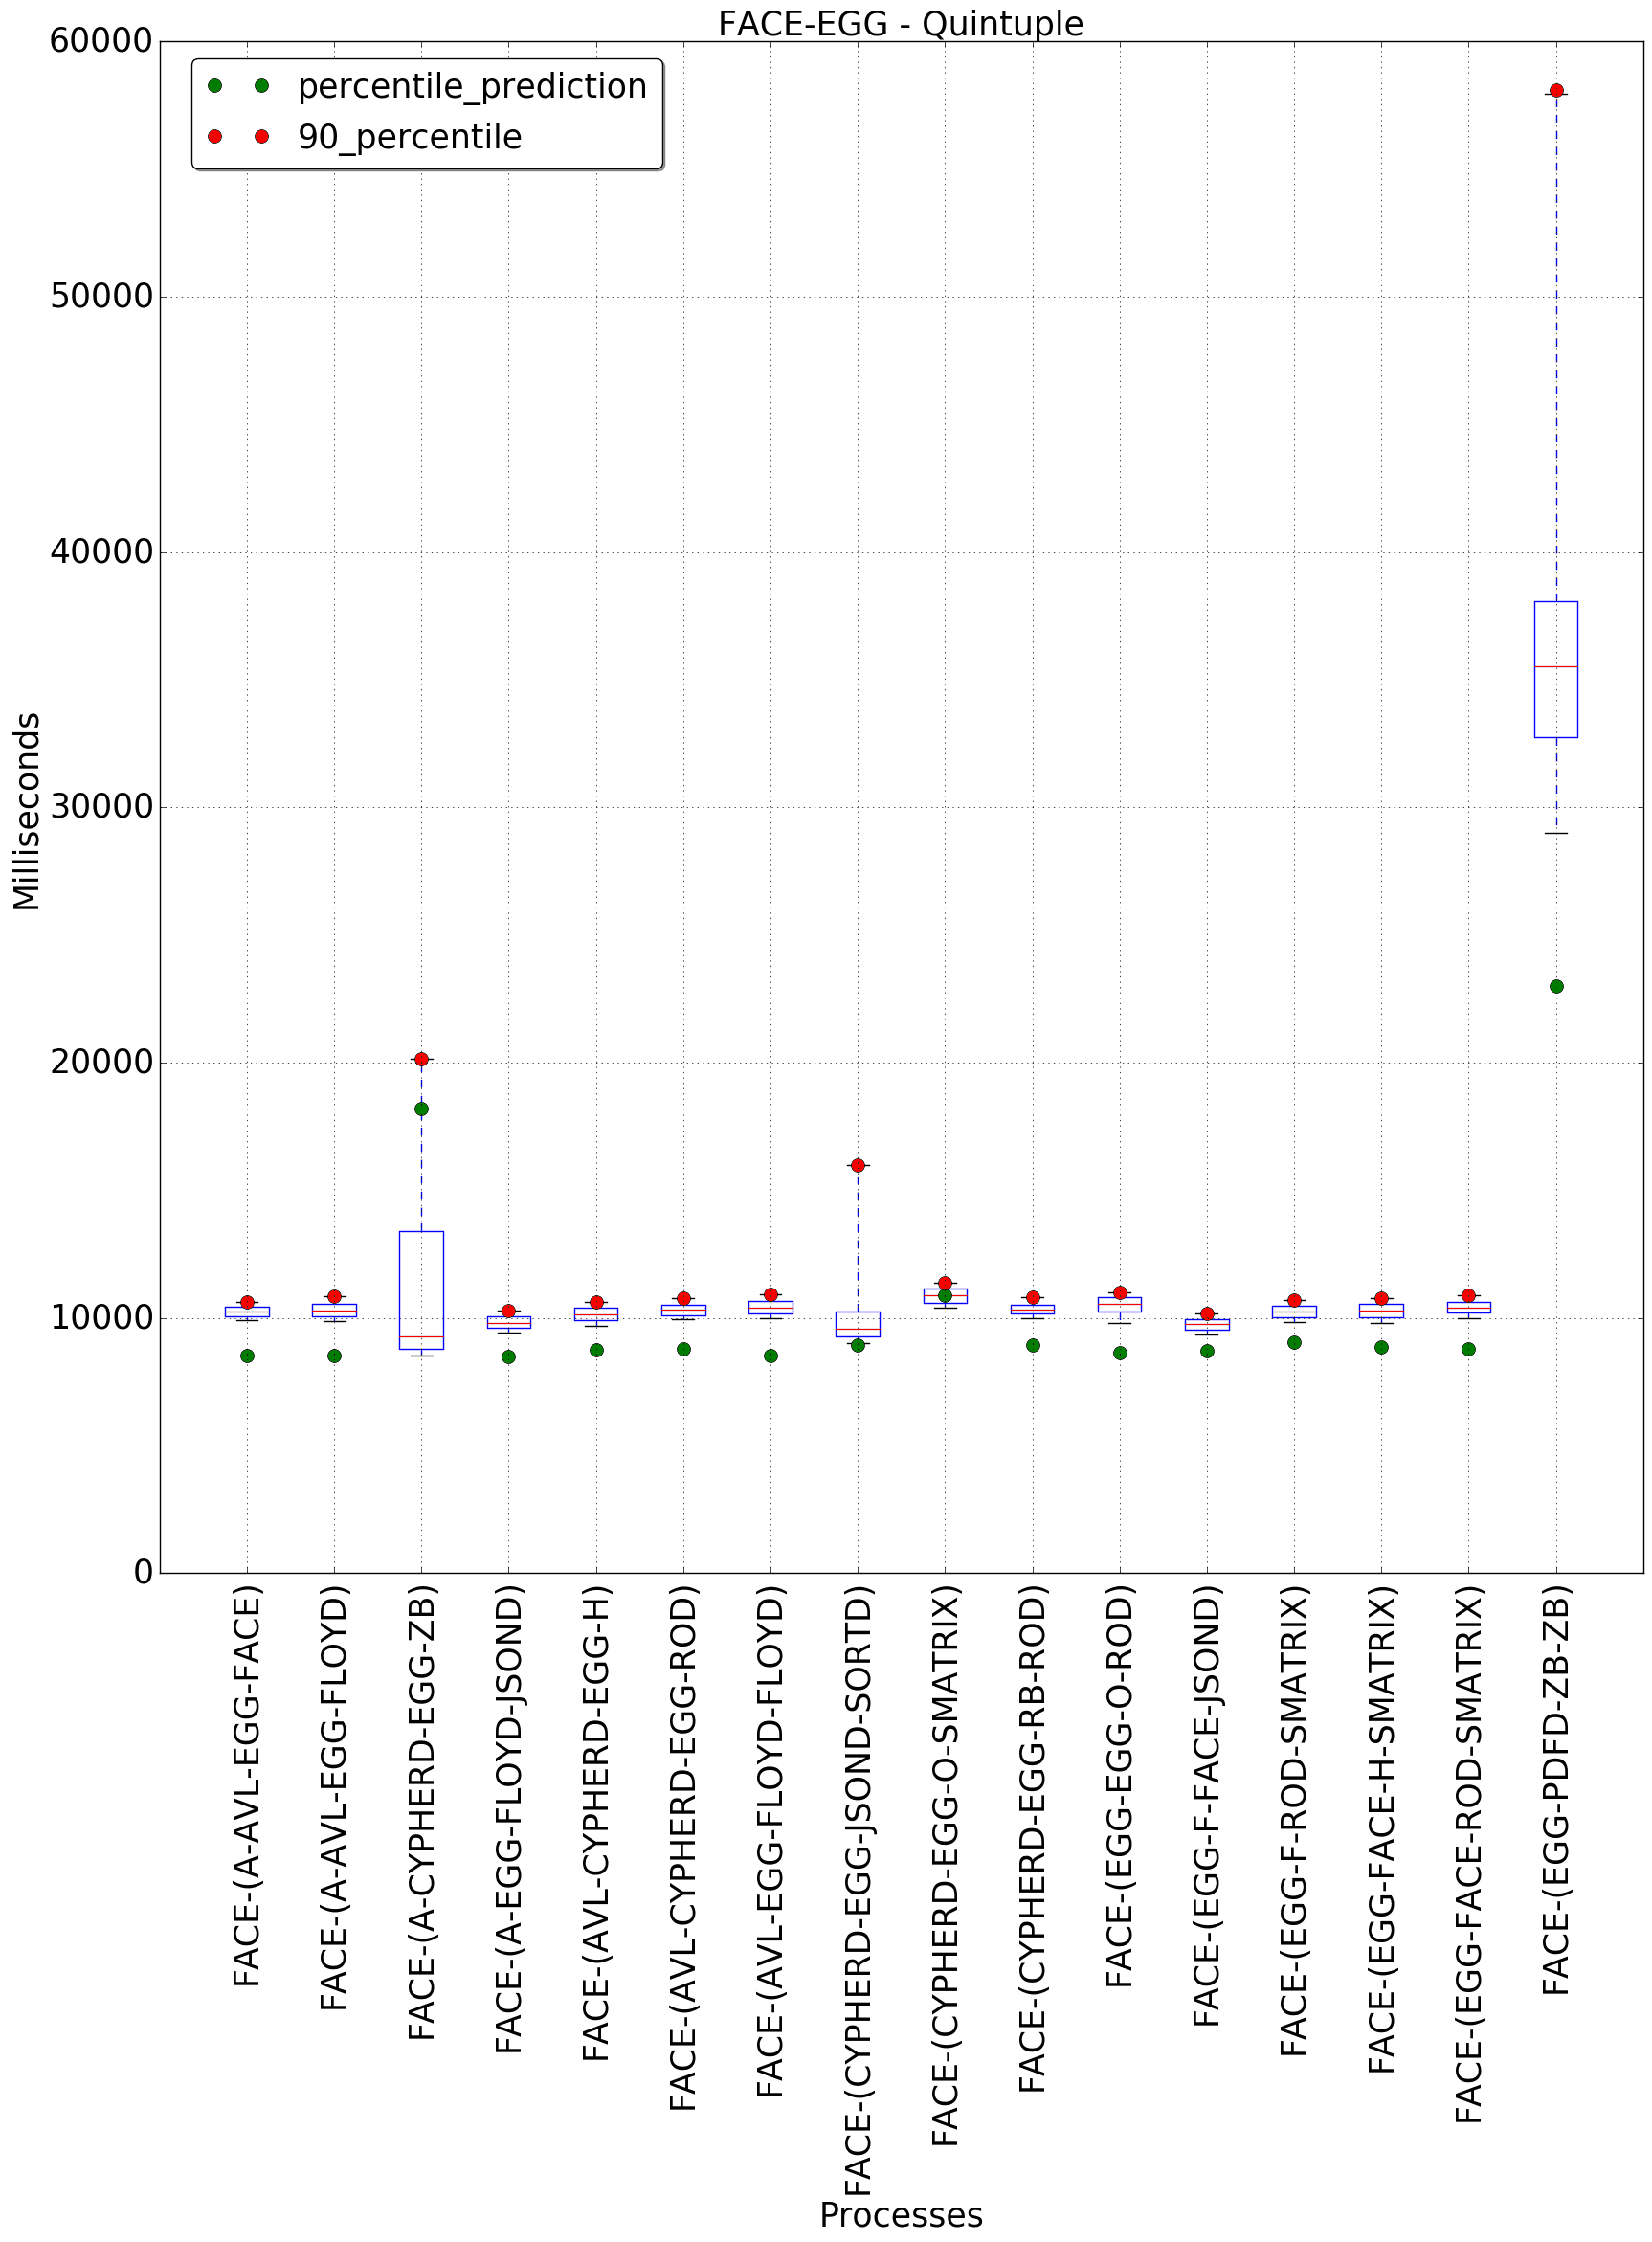 FACE-EGG - Quintuple
percentile_prediction
90_percentile
60000
50000
40000
30000
20000
10000
0
Milliseconds
FACE-(A-AVL-EGG-FACE)
FACE-(A-AVL-EGG-FLOYD)
FACE-(A-CYPHERD-EGG-ZB)
FACE-(A-EGG-FLOYD-JSOND)
FACE-(AVL-CYPHERD-EGG-H)
FACE-(AVL-CYPHERD-EGG-ROD)
FACE-(AVL-EGG-FLOYD-FLOYD)
FACE-(CYPHERD-EGG-JSOND-SORTD)
FACE-(CYPHERD-EGG-O-SMATRIX)
FACE-(CYPHERD-EGG-RB-ROD)
FACE-(EGG-EGG-O-ROD)
FACE-(EGG-F-FACE-JSOND)
FACE-(EGG-F-ROD-SMATRIX)
FACE-(EGG-FACE-H-SMATRIX)
FACE-(EGG-FACE-ROD-SMATRIX)
FACE-(EGG-PDFD-ZB-ZB)
Processes